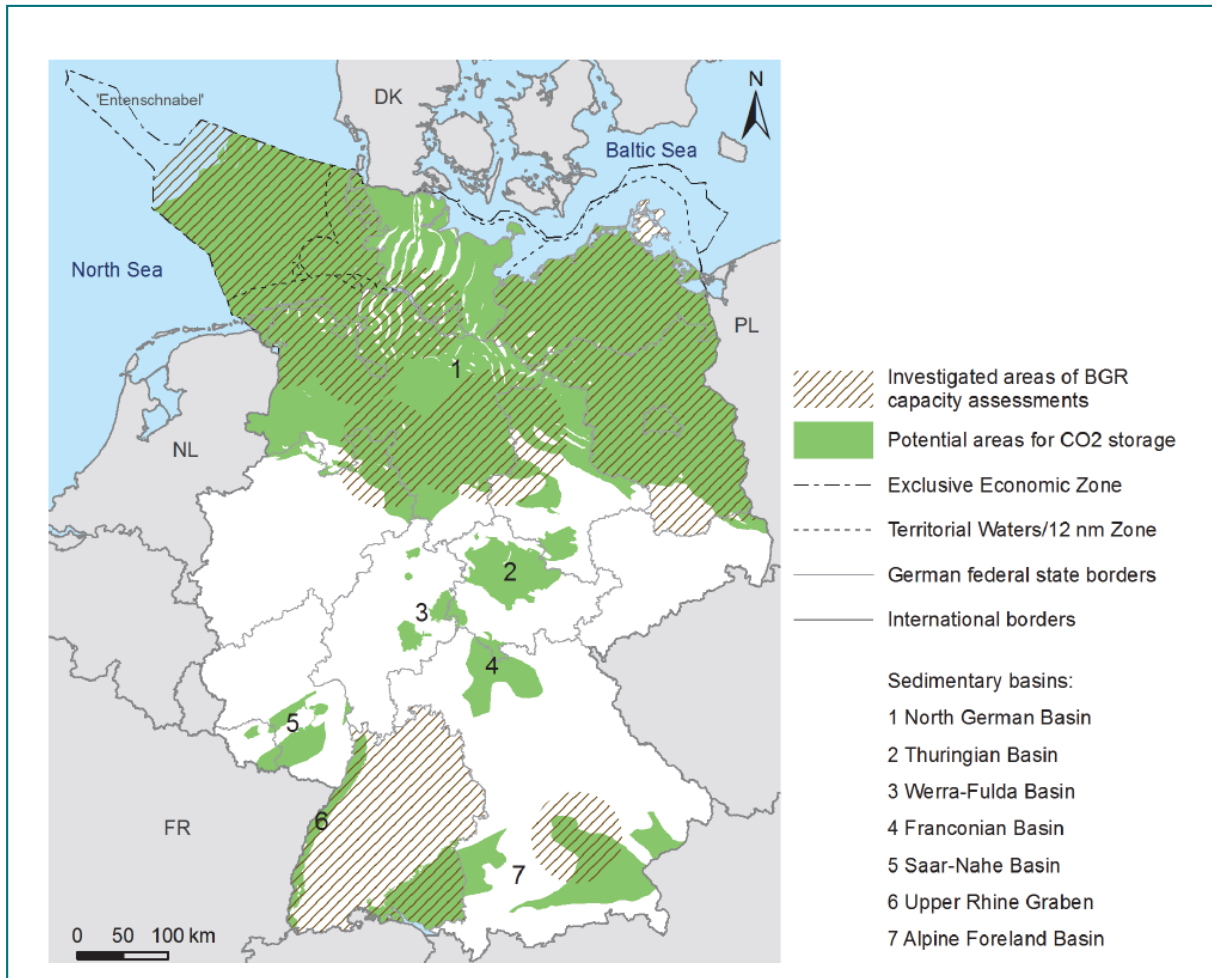 'Entenschnabel'
DK
N
Baltic Sea
North Sea
PL
1
NL
2
3
4
5
6
FR
7
0 50 100 km
Investigated areas of BGR
capacity assessments
Potential areas for CO2 storage
Exclusive Economic Zone
Territorial Waters/12 nm Zone
German federal state borders
International borders
Sedimentary basins:
1 North German Basin
2 Thuringian Basin
3 Werra-Fulda Basin
4 Franconian Basin
5 Saar-Nahe Basin
6 Upper Rhine Graben
7 Alpine Foreland Basin